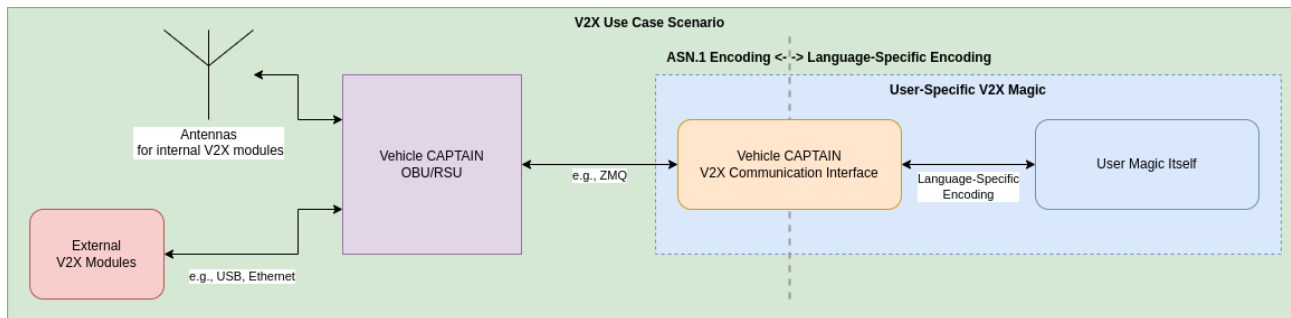 V2X Use Case Scenario
ASN.1 Encoding <- -> Language-Specific Encoding
User-Specific V2X Magic
Antennas
for internal V2X modules
Vehicle CAPTAIN
OBU/RSU
e.g., ZMQ
Vehicle CAPTAIN
V2X Communication Interface
Language-Specific
Encoding
User Magic Itself
External
V2X Modules
e.g., USB, Ethernet